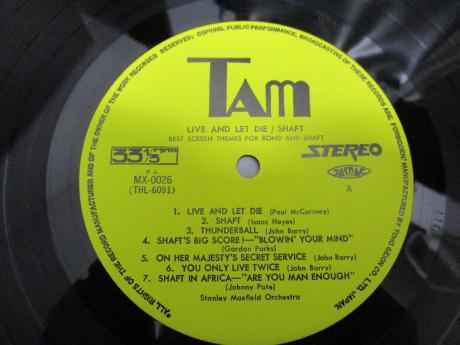 Tam
LIVE AND LET DIE / SHAFT
BEST SCREEN THEMES FOR BOND AND SHAFT
33 1/3 rpm
STEREO
JASRAC
P A
MX-0026
(THL-6091)
A
1. LIVE AND LET DIE (Paul McCartney)
2. SHAFT (Isaac Hayes)
3. THUNDERBALL (John Barry)
4. SHAFT'S BIG SCORE!—"BLOWIN' YOUR MIND"
(Gordon Parks)
5. ON HER MAJESTY'S SECRET SERVICE (John Barry)
6. YOU ONLY LIVE TWICE (John Barry)
7. SHAFT IN AFRICA—"ARE YOU MAN ENOUGH"
(Johnny Pate)
Stanley Maxfield Orchestra
★ALL RIGHTS OF THE RECORD MANUFACTURER AND OF THE OWNER OF THE WORK RECORDED RESERVED; COPYING, PUBLIC PERFORMANCE, BROADCASTING OF THESE RECORDS ARE FORBIDDEN! MANUFACTURED BY TOHO GEION CO. LTD. JAPAN.★